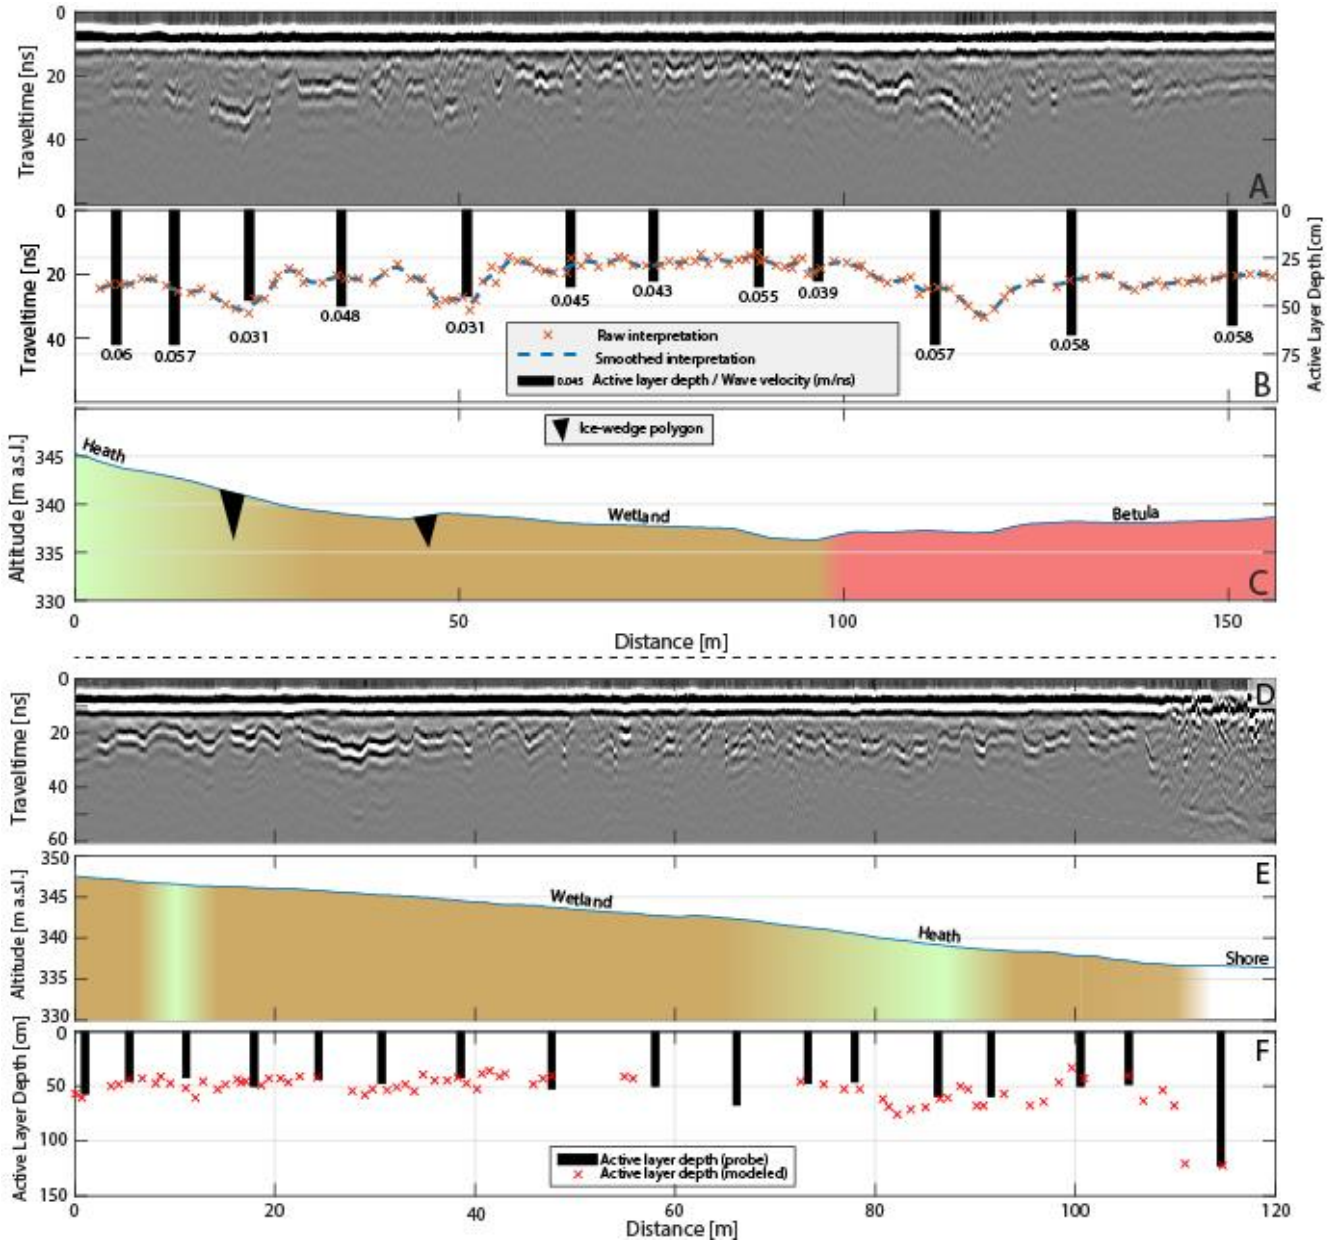 0
20
40
Traveltime [ns]
A
0
20
40
Traveltime [ns]
0
25
50
75
Active Layer Depth [cm]
0.06
0.057
0.031
0.048
0.031
0.045
0.043
0.055
0.039
0.057
0.058
0.058
Raw interpretation
Smoothed interpretation
0.045 Active layer depth / Wave velocity (m/ns)
B
Ice-wedge polygon
Heath
Wetland
Betula
345
340
335
330
Altitude [m a.s.l.]
C
0 50 100 150
Distance [m]
0
20
40
60
Traveltime [ns]
D
350
345
340
335
330
Altitude [m a.s.l.]
Wetland
Heath
Shore
E
0
50
100
150
Active Layer Depth [cm]
F
Active layer depth (probe)
Active layer depth (modeled)
0 20 40 60 80 100 120
Distance [m]